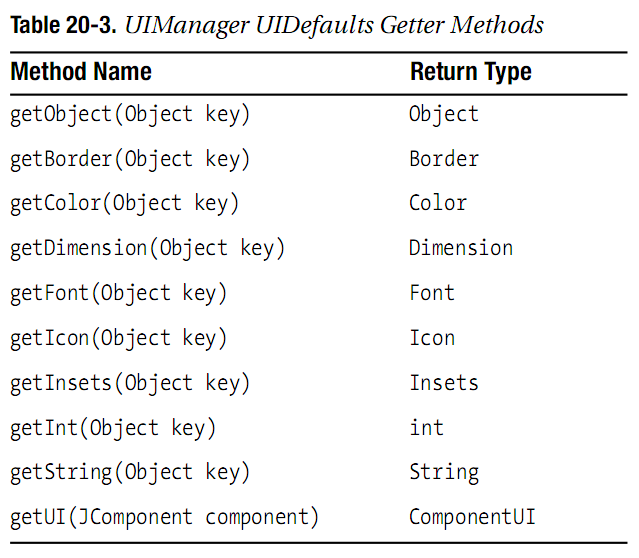 Table 20-3. UIManager UIDefaults Getter Methods
Method Name Return Type
getObject(Object key) Object
getBorder(Object key) Border
getColor(Object key) Color
getDimension(Object key) Dimension
getFont(Object key) Font
getIcon(Object key) Icon
getInsets(Object key) Insets
getInt(Object key) int
getString(Object key) String
getUI(JComponent component) ComponentUI